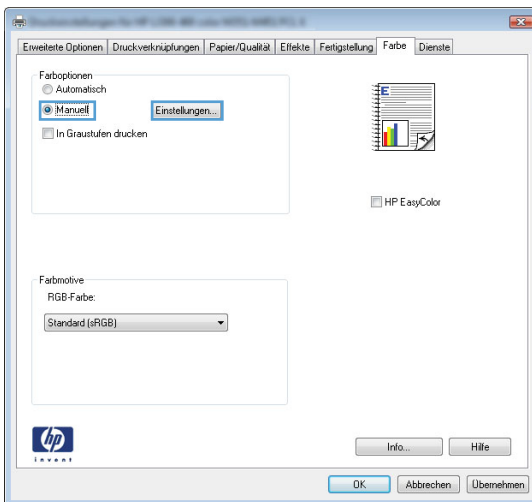 Erweiterte Optionen Druckverknüpfungen Papier/Qualität Effekte Fertigstellung Farbe Dienste
Farboptionen
Automatisch
Manuell Einstellungen...
In Graustufen drucken
E
HP EasyColor
Farbmotive
RGB-Farbe:
Standard (sRGB)
hp
invent
Info... Hilfe
OK Abbrechen Übernehmen